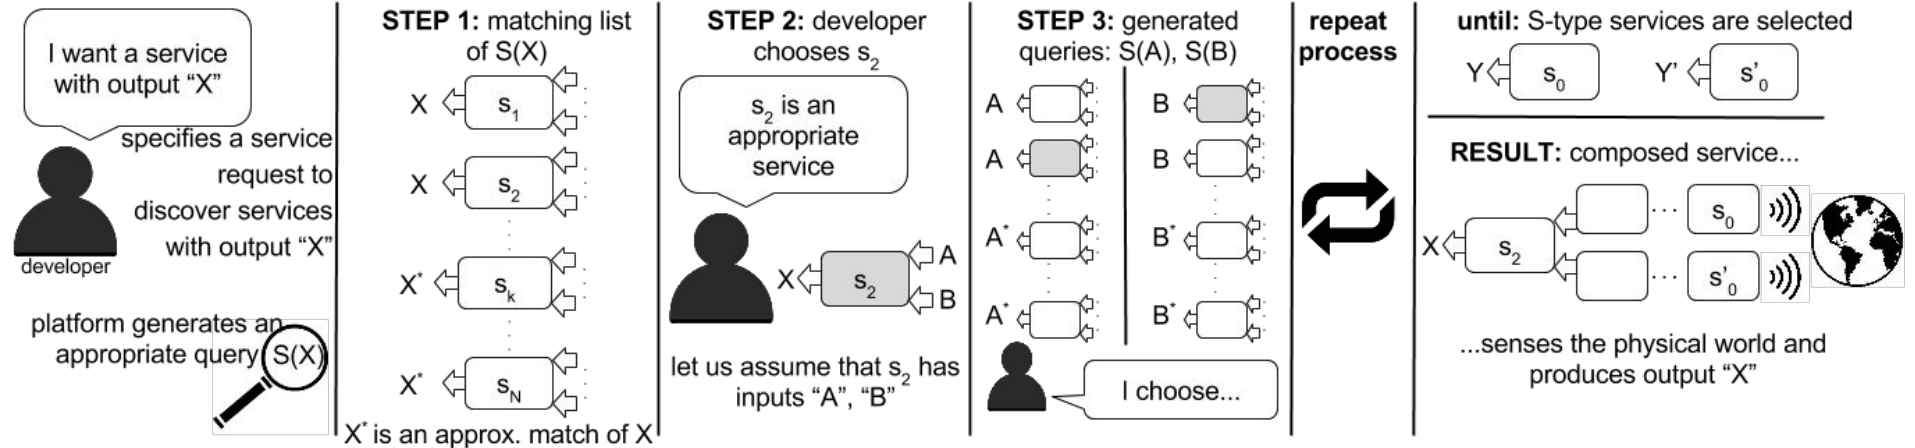 I want a service
with output “X”
specifies a service
request to
discover services
with output “X”
developer
platform generates an
appropriate query S(X)
STEP 1: matching list
of S(X)
X s1
X s2
X* sk
X* sN
X* is an approx. match of X
STEP 2: developer
chooses s2
s2 is an
appropriate
service
X s2 A
B
let us assume that s2 has
inputs “A”, “B”
STEP 3: generated
queries: S(A), S(B)
A B
A B
A* B*
A* B*
I choose...
repeat
process
until: S-type services are selected
Y s0 Y’ s’0
RESULT: composed service...
X s2 ... s0
... s’0
...senses the physical world and
produces output “X”